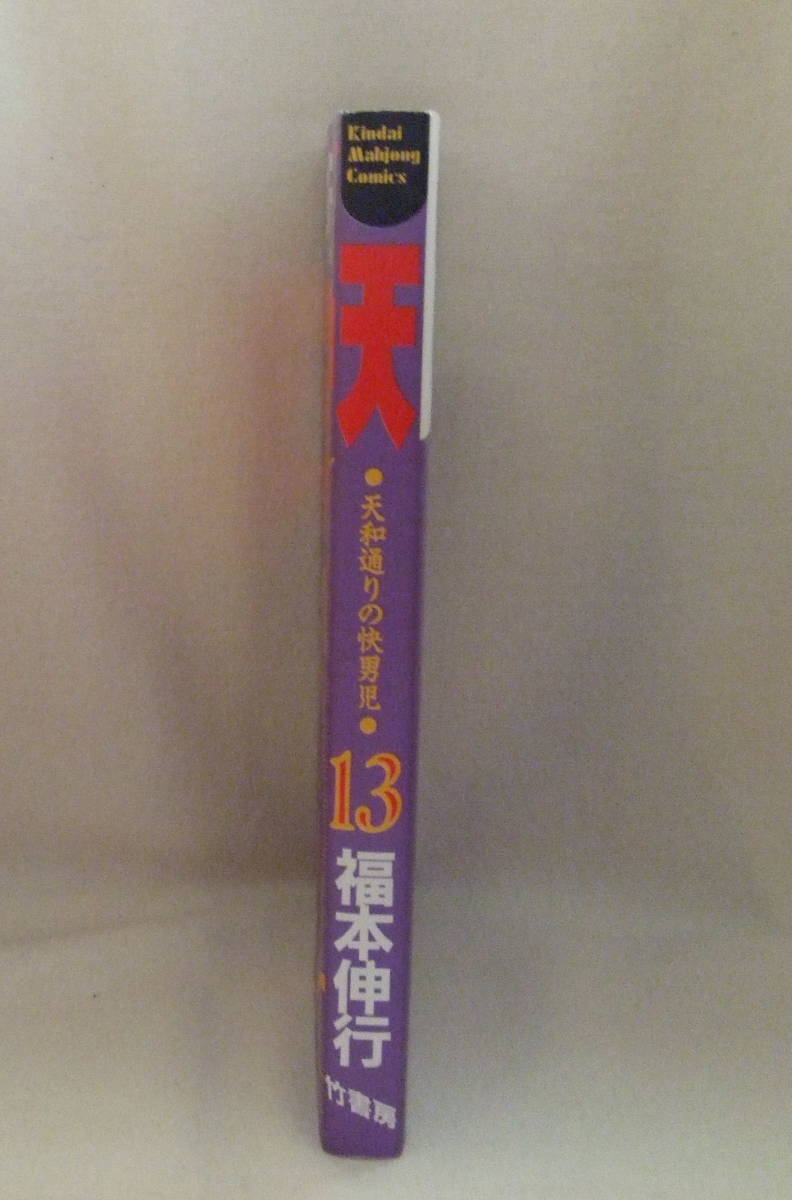 Kindai
Mahjong
Comics
天
●天和通りの快男児●
13
福本伸行
竹書房